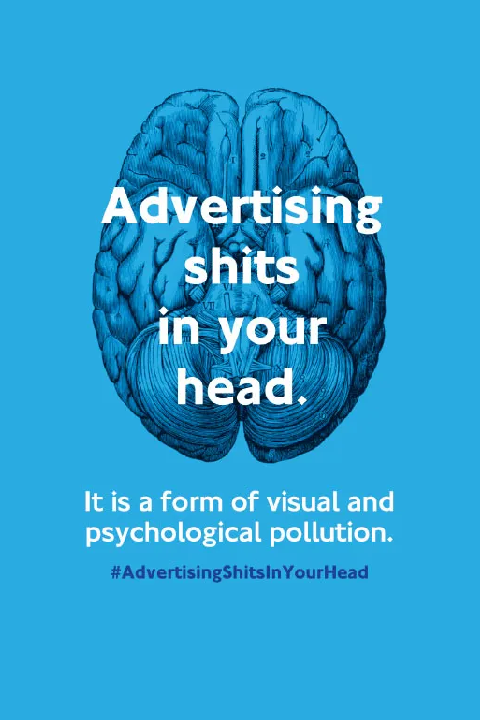 Advertising
shits
in your
head.
It is a form of visual and
psychological pollution.
#AdvertisingShitsInYourHead